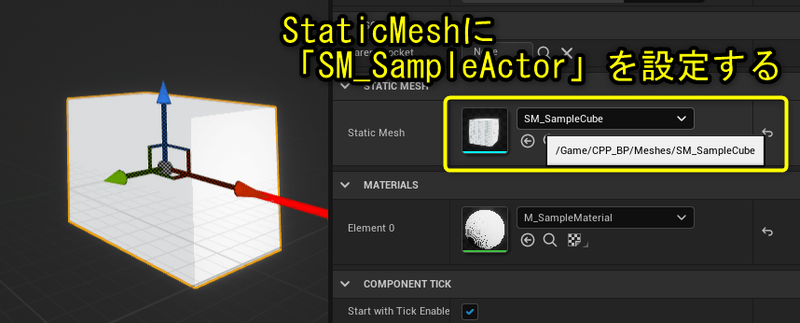 StaticMeshに
「SM_SampleActor」を設定する
STATIC MESH
Static Mesh
SM_SampleCube
/Game/CPP_BP/Meshes/SM_SampleCube
MATERIALS
Element 0
M_SampleMaterial
COMPONENT TICK
Start with Tick Enable